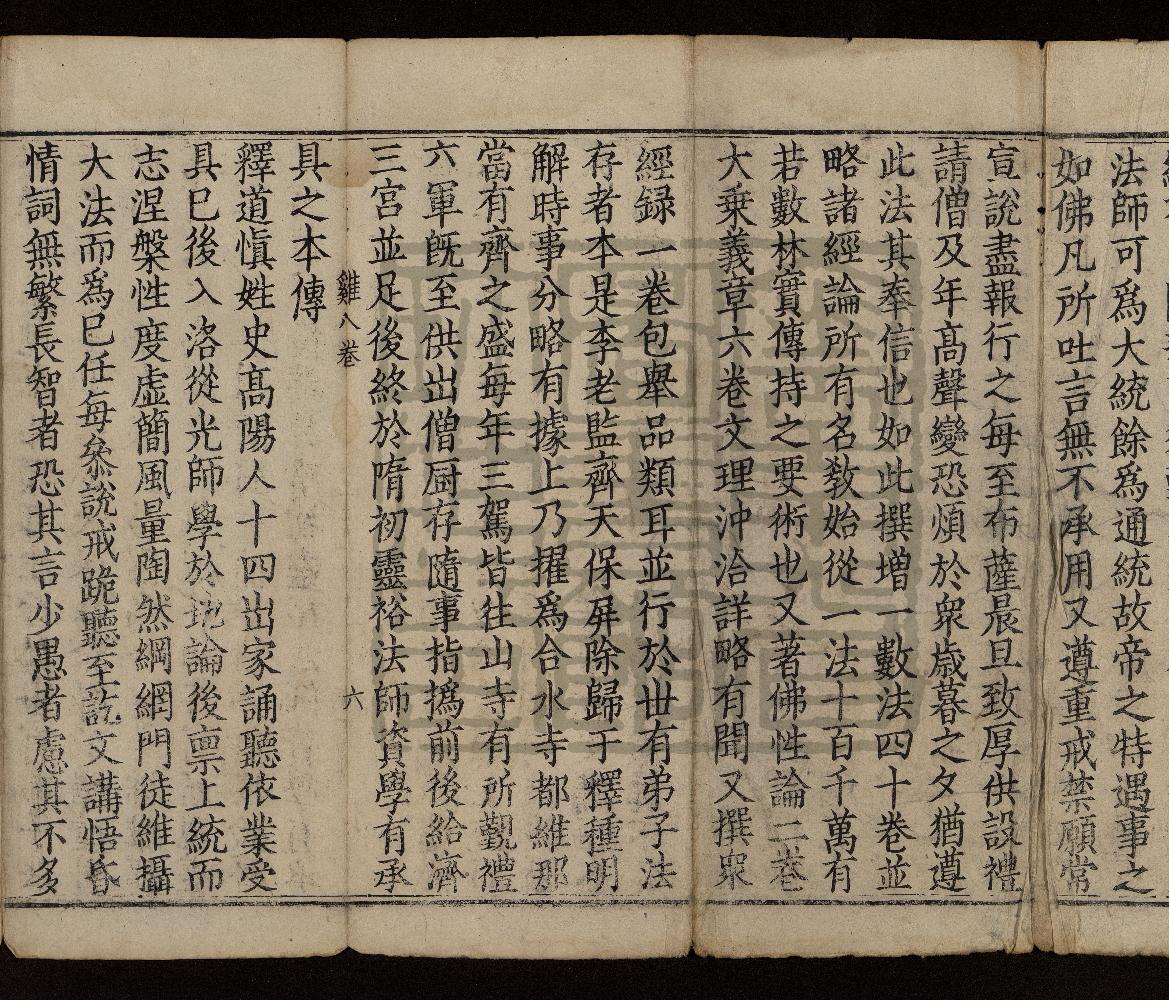 法師可爲大統餘爲通統故帝之特遇事之
如佛凡所吐言無不承用又遵重戒禁願常
宣說盡報行之每至布薩晨旦致厚供設禮
請僧及年髙聲變恐煩於衆歳暮之夕猶遵
此法其奉信也如此撰增一數法四十卷並
略諸經論所有名教始從一法十百千萬有
若數林實傳持之要術也又著佛性論二卷
大乗義章六卷文理沖洽詳略有聞又撰衆
經録一卷包舉品類耳並行於世有弟子法
存者本是李老監齊天保屏除歸于釋種明
解時事分略有據上乃擢爲合水寺都維那
當有齊之盛每年三駕皆往山寺有所覲禮
六軍旣至供出僧厨存隨事指撝前後給濟
三宮並足後終於隋初靈裕法師資學有承
雞八卷 六
具之本傳
釋道愼姓史髙陽人十四出家誦聽依業受
具巳後入洛從光師學於地論後禀上統而
志涅槃性度虚簡風量陶然綱網門徒維攝
大法而爲巳任每叅說戒跪聽至訖文講悟昏
情詞無繁長智者恐其言少愚者慮其不多